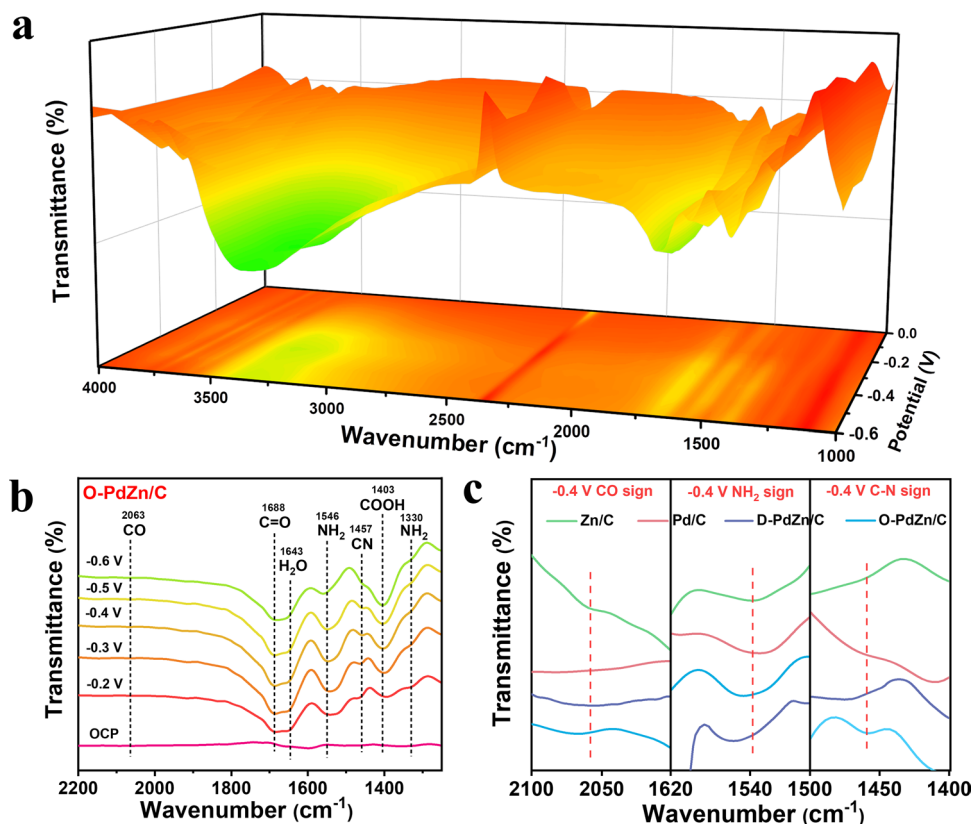 a
Transmittance (%)
4000
3500
3000
2500
2000
1500
1000
Wavenumber (cm⁻¹)
0.0
-0.2
-0.4
-0.6
Potential (V)
b
O-PdZn/C
2063
CO
1688
C=O
1643
H₂O
1546
NH₂
1457
CN
1403
COOH
1330
NH₂
-0.6 V
-0.5 V
-0.4 V
-0.3 V
-0.2 V
OCP
Transmittance (%)
2200 2000 1800 1600 1400
Wavenumber (cm⁻¹)
c
-0.4 V CO sign -0.4 V NH₂ sign -0.4 V C-N sign
Zn/C Pd/C D-PdZn/C O-PdZn/C
Transmittance (%)
2100 2050 1620 1540 1500 1450 1400
Wavenumber (cm⁻¹)